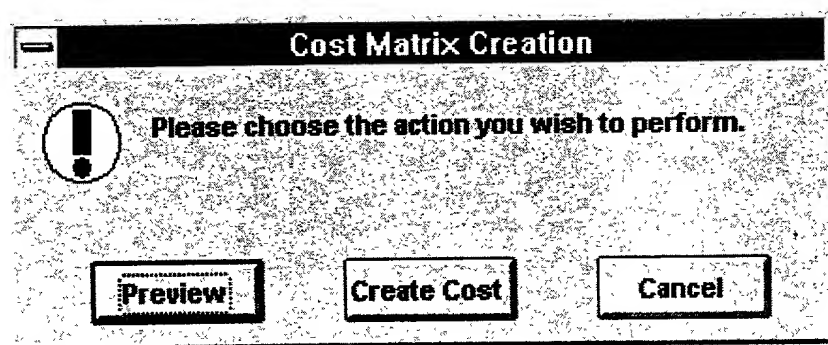 Cost Matrix Creation
Please choose the action you wish to perform.
Preview Create Cost Cancel